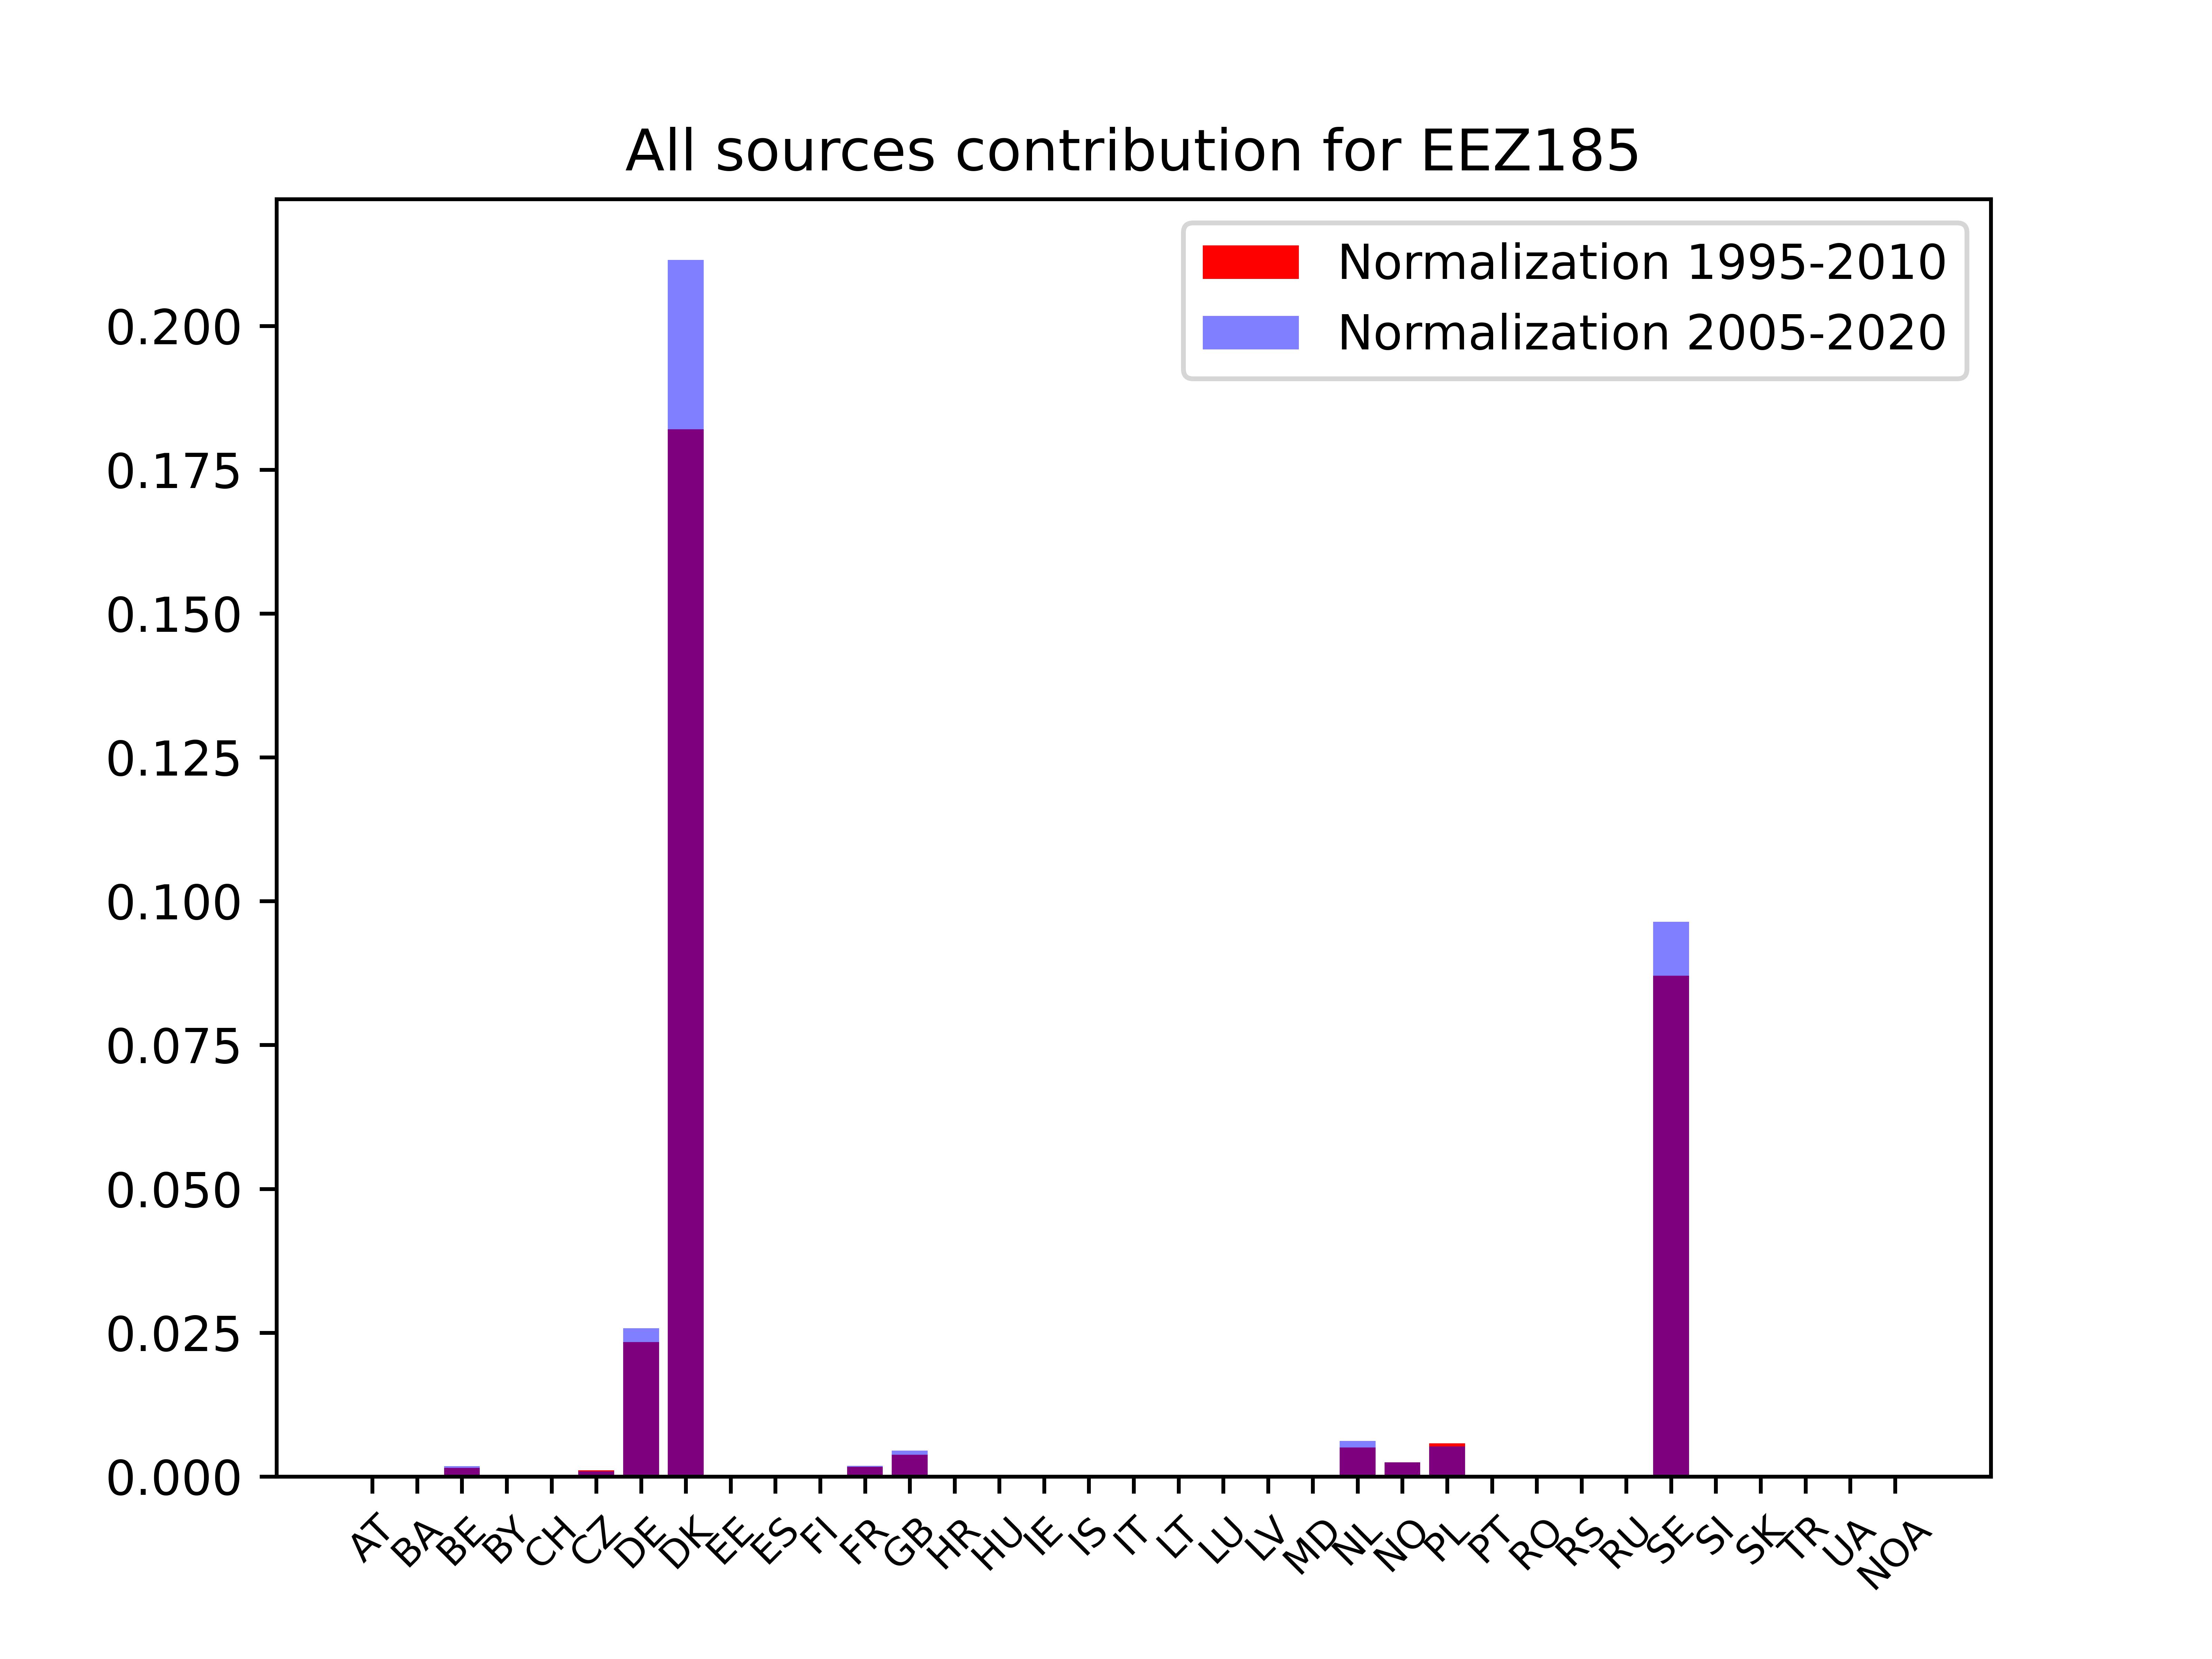 All sources contribution for EEZ185
Normalization 1995-2010
Normalization 2005-2020
0.200
0.175
0.150
0.125
0.100
0.075
0.050
0.025
0.000
AT BA BE BY CH CZ DE DK EE ES FI FR GB HR HU IE IS IT LT LU LV MD NL NO PL PT RO RS RU SE SI SK TR UA NOA